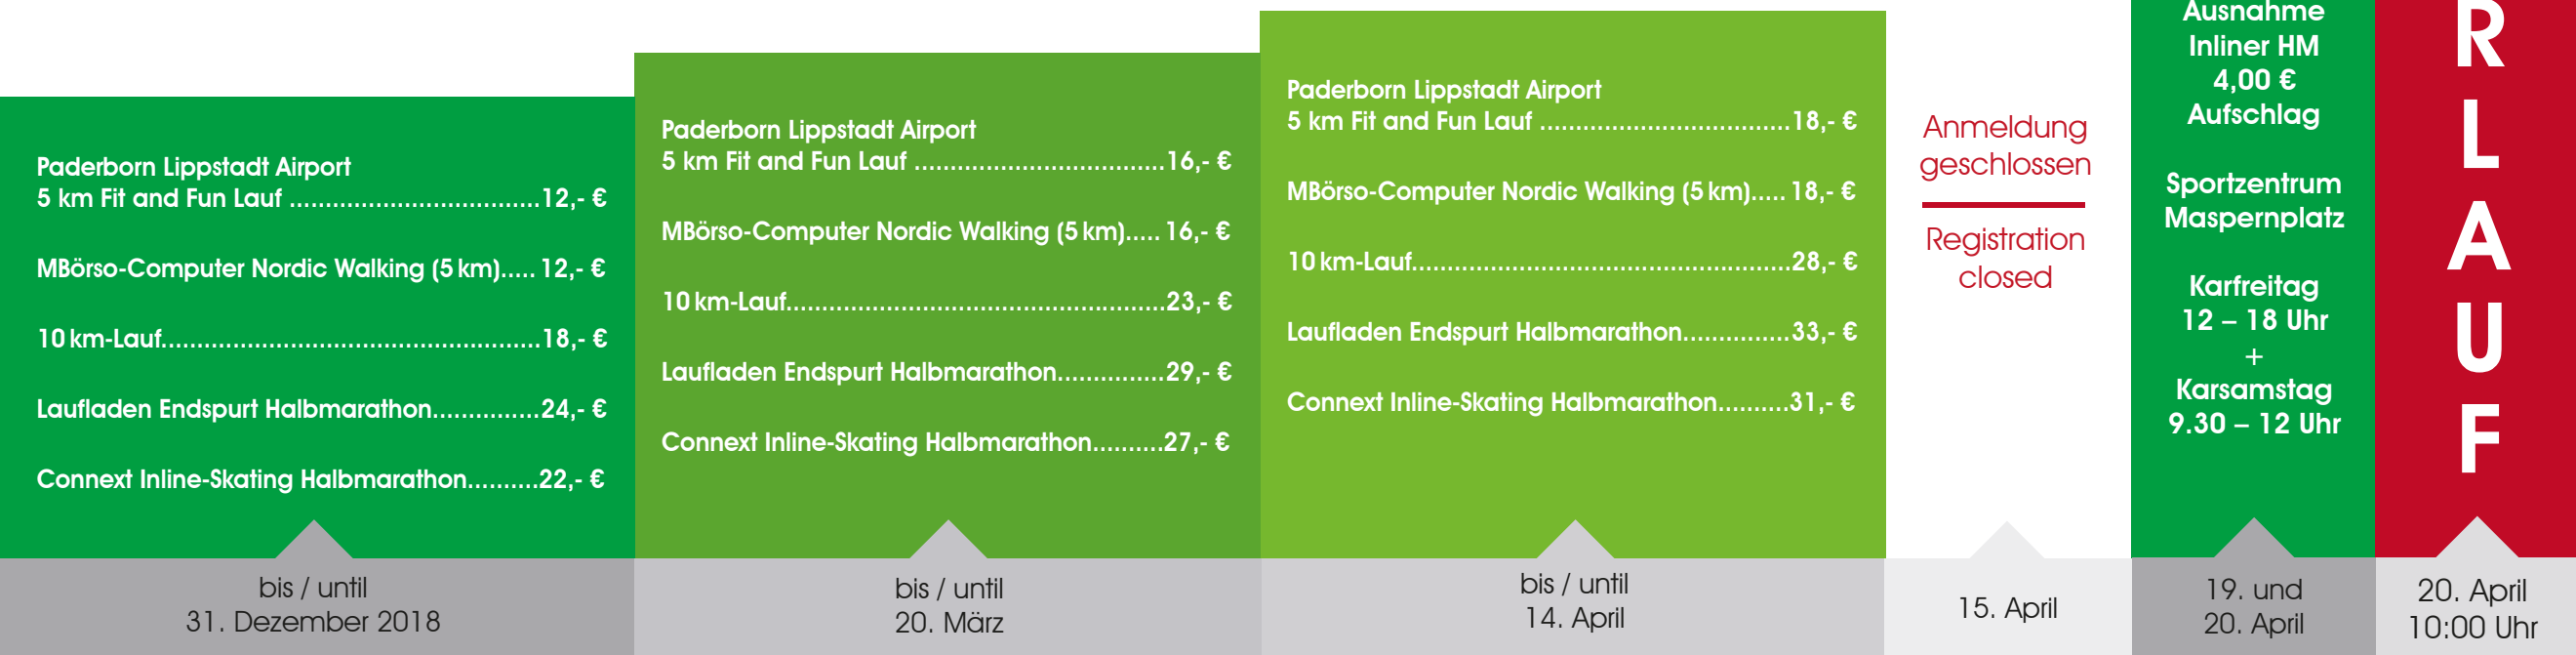 Paderborn Lippstadt Airport
5 km Fit and Fun Lauf ...................................12,- €
MBörso-Computer Nordic Walking (5 km)..... 12,- €
10 km-Lauf.....................................................18,- €
Laufladen Endspurt Halbmarathon...............24,- €
Connext Inline-Skating Halbmarathon..........22,- €
bis / until
31. Dezember 2018
Paderborn Lippstadt Airport
5 km Fit and Fun Lauf ...................................16,- €
MBörso-Computer Nordic Walking (5 km)..... 16,- €
10 km-Lauf.....................................................23,- €
Laufladen Endspurt Halbmarathon...............29,- €
Connext Inline-Skating Halbmarathon..........27,- €
bis / until
20. März
Paderborn Lippstadt Airport
5 km Fit and Fun Lauf ...................................18,- €
MBörso-Computer Nordic Walking (5 km)..... 18,- €
10 km-Lauf.....................................................28,- €
Laufladen Endspurt Halbmarathon...............33,- €
Connext Inline-Skating Halbmarathon..........31,- €
bis / until
14. April
Anmeldung
geschlossen
Registration
closed
15. April
Ausnahme
Inliner HM
4,00 €
Aufschlag
Sportzentrum
Maspernplatz
Karfreitag
12 – 18 Uhr
+
Karsamstag
9.30 – 12 Uhr
19. und
20. April
R
L
A
U
F
20. April
10:00 Uhr